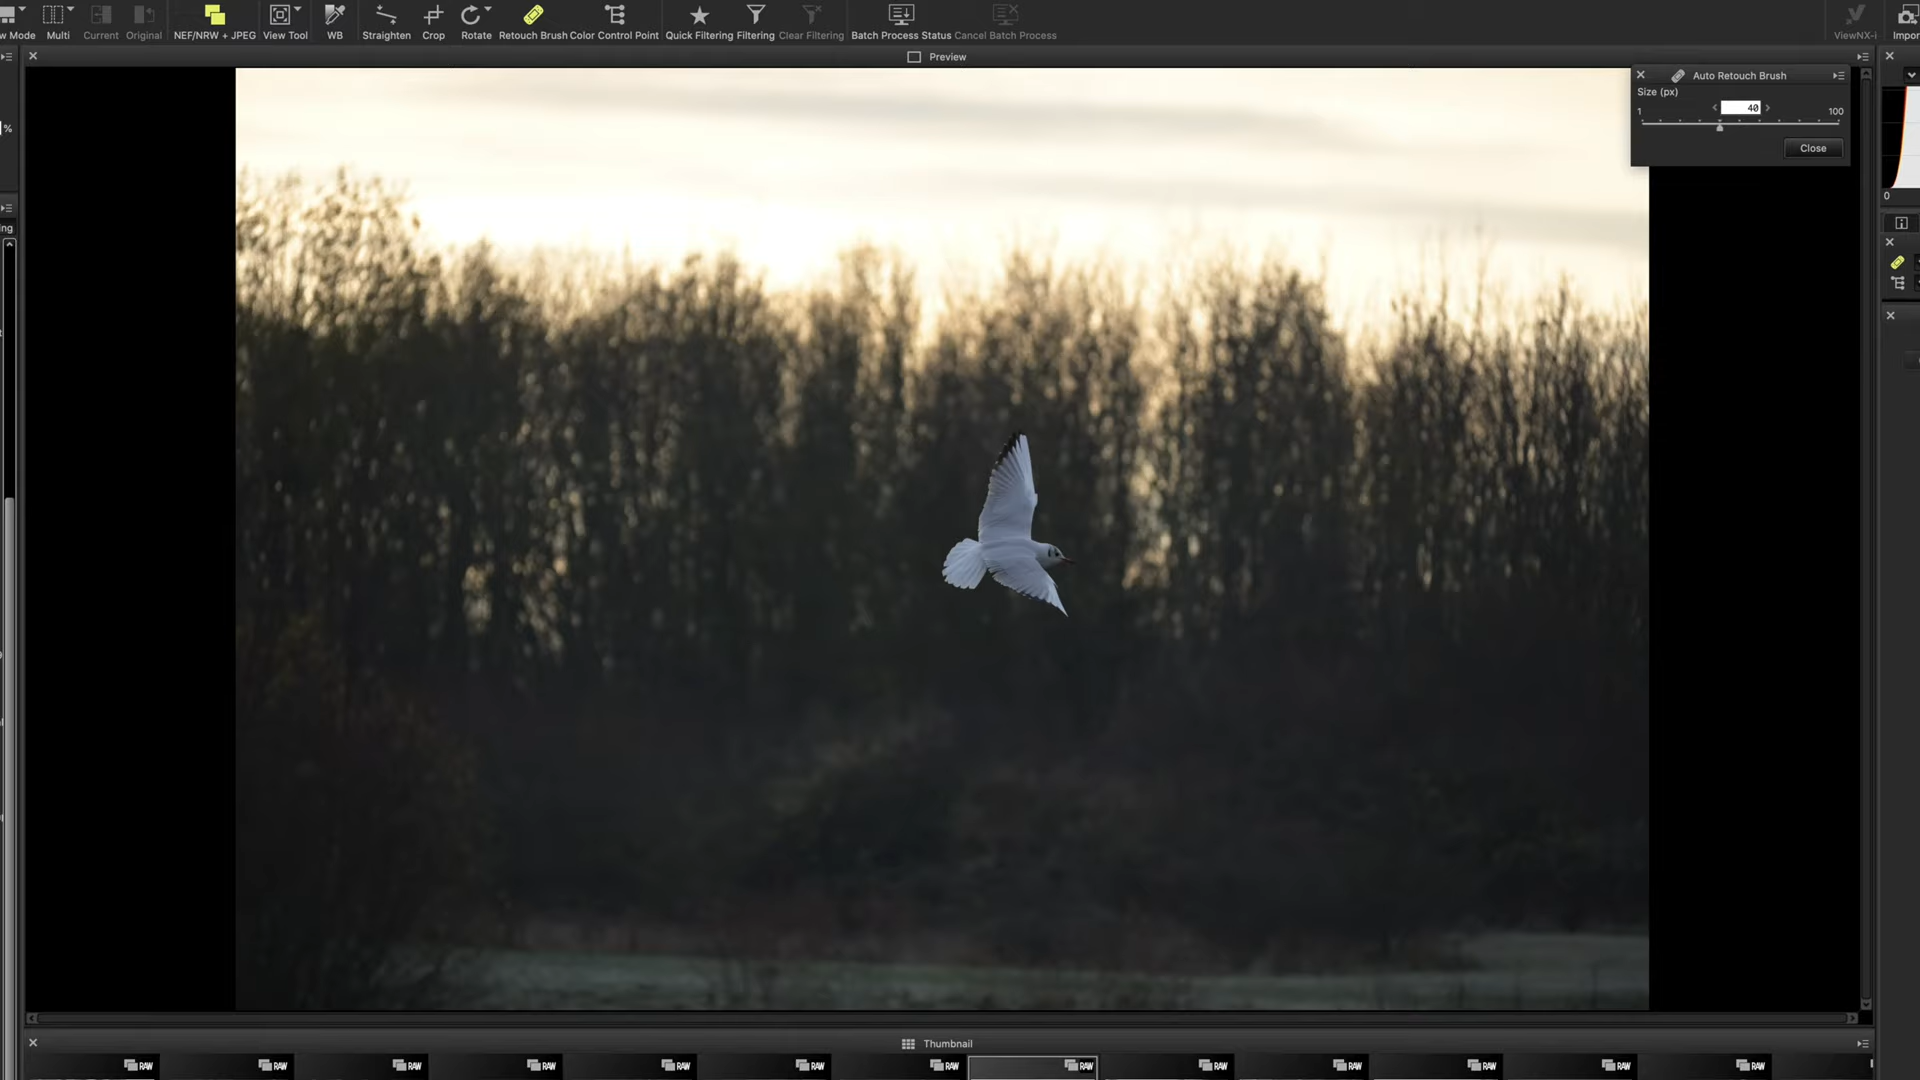 w Mode Multi Current Original NEF/NRW + JPEG View Tool WB Straighten Crop Rotate Retouch Brush Color Control Point Quick Filtering Filtering Clear Filtering Batch Process Status Cancel Batch Process ViewNX-i Impor
Preview
Auto Retouch Brush
Size (px)
1 40 100
Close
%
0
ing
Thumbnail
RAW RAW RAW RAW RAW RAW RAW RAW RAW RAW RAW RAW RAW